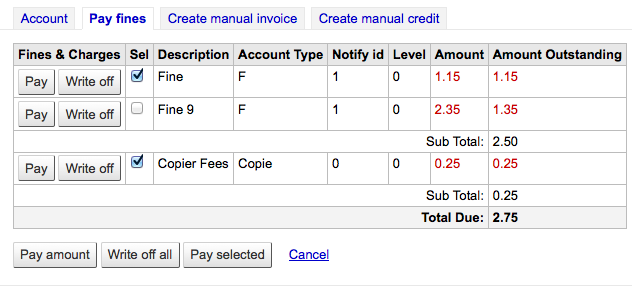 Account Pay fines Create manual invoice Create manual credit
Fines & Charges Sel Description Account Type Notify id Level Amount Amount Outstanding
Pay Write off Fine F 1 0 1.15 1.15
Pay Write off Fine 9 F 1 0 2.35 1.35
Sub Total: 2.50
Pay Write off Copier Fees Copie 0 0 0.25 0.25
Sub Total: 0.25
Total Due: 2.75
Pay amount Write off all Pay selected Cancel